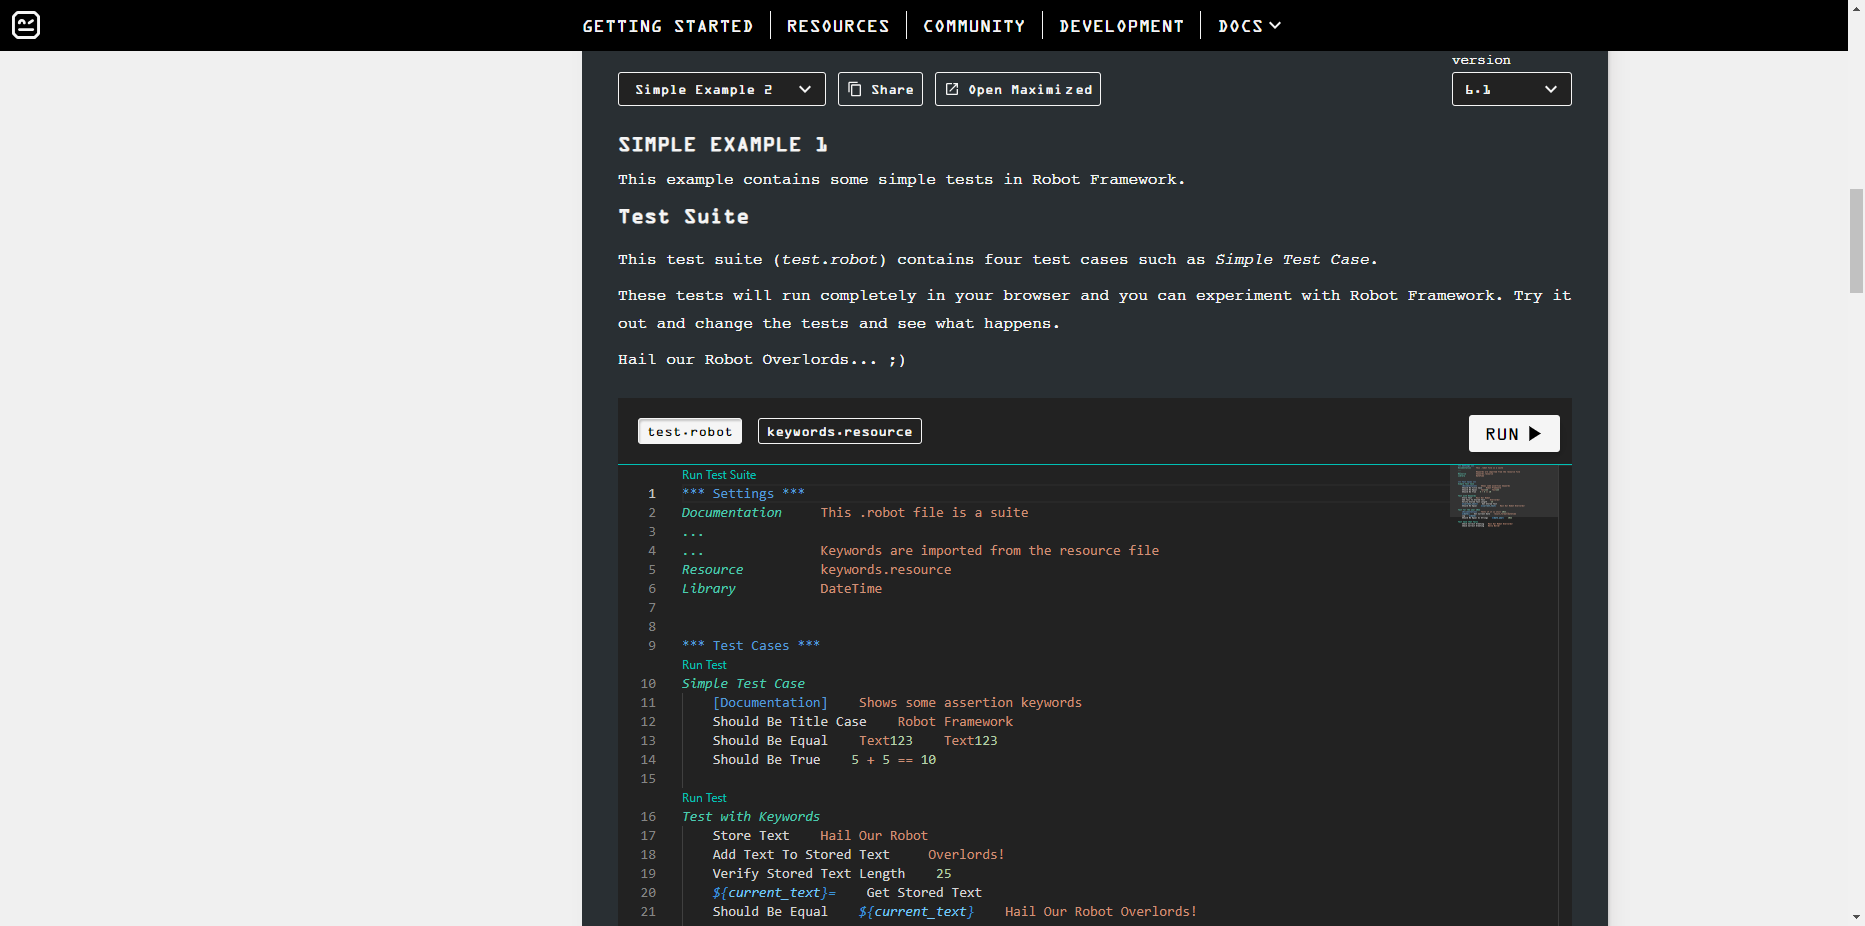 GETTING STARTED RESOURCES COMMUNITY DEVELOPMENT DOCS
version
Simple Example 2 Share Open Maximized 6.1
SIMPLE EXAMPLE 1
This example contains some simple tests in Robot Framework.
Test Suite
This test suite (test.robot) contains four test cases such as Simple Test Case.
These tests will run completely in your browser and you can experiment with Robot Framework. Try it
out and change the tests and see what happens.
Hail our Robot Overlords... ;)
test.robot keywords.resource RUN
Run Test Suite
1 *** Settings ***
2 Documentation This .robot file is a suite
3 ...
4 ... Keywords are imported from the resource file
5 Resource keywords.resource
6 Library DateTime
7
8
9 *** Test Cases ***
Run Test
10 Simple Test Case
11 [Documentation] Shows some assertion keywords
12 Should Be Title Case Robot Framework
13 Should Be Equal Text123 Text123
14 Should Be True 5 + 5 == 10
15
Run Test
16 Test with Keywords
17 Store Text Hail Our Robot
18 Add Text To Stored Text Overlords!
19 Verify Stored Text Length 25
20 ${current_text}= Get Stored Text
21 Should Be Equal ${current_text} Hail Our Robot Overlords!